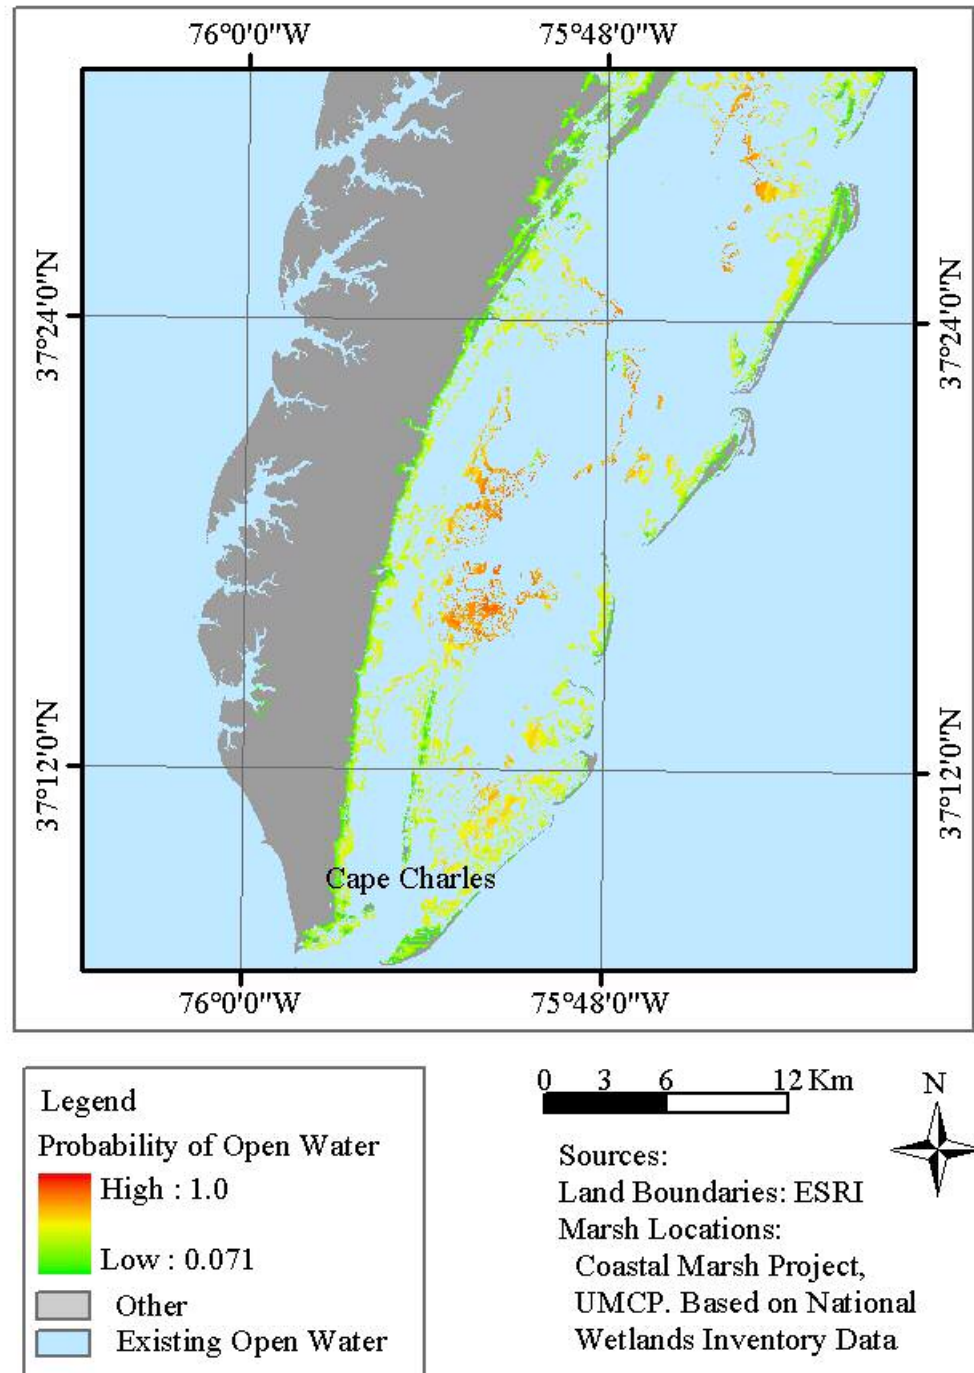 76°0'0"W 75°48'0"W
37°24'0"N 37°24'0"N
37°12'0"N 37°12'0"N
Cape Charles
76°0'0"W 75°48'0"W
Legend
Probability of Open Water
High : 1.0
Low : 0.071
Other
Existing Open Water
0 3 6 12 Km
N
Sources:
Land Boundaries: ESRI
Marsh Locations:
Coastal Marsh Project,
UMCP. Based on National
Wetlands Inventory Data